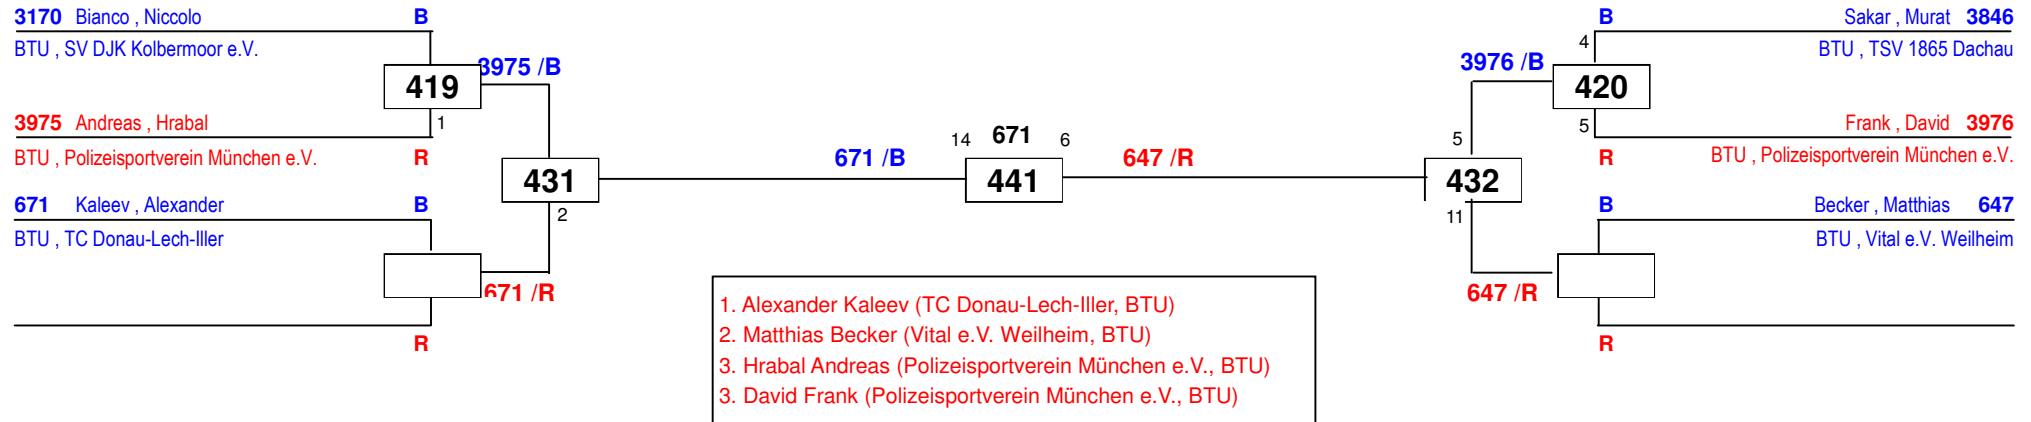 3170 Bianco , Niccolo B
BTU , SV DJK Kolbermoor e.V.
3975 /B
419
3975 Andreas , Hrabal 1
BTU , Polizeisportverein München e.V. R
431
2
671 Kaleev , Alexander B
BTU , TC Donau-Lech-Iller
671 /R
R
671 /B
14 671 6
441
647 /R
B Sakar , Murat 3846
4 BTU , TSV 1865 Dachau
3976 /B
420
5 Frank , David 3976
R BTU , Polizeisportverein München e.V.
5
432
11
B Becker , Matthias 647
BTU , Vital e.V. Weilheim
647 /R
R
1. Alexander Kaleev (TC Donau-Lech-Iller, BTU)
2. Matthias Becker (Vital e.V. Weilheim, BTU)
3. Hrabal Andreas (Polizeisportverein München e.V., BTU)
3. David Frank (Polizeisportverein München e.V., BTU)